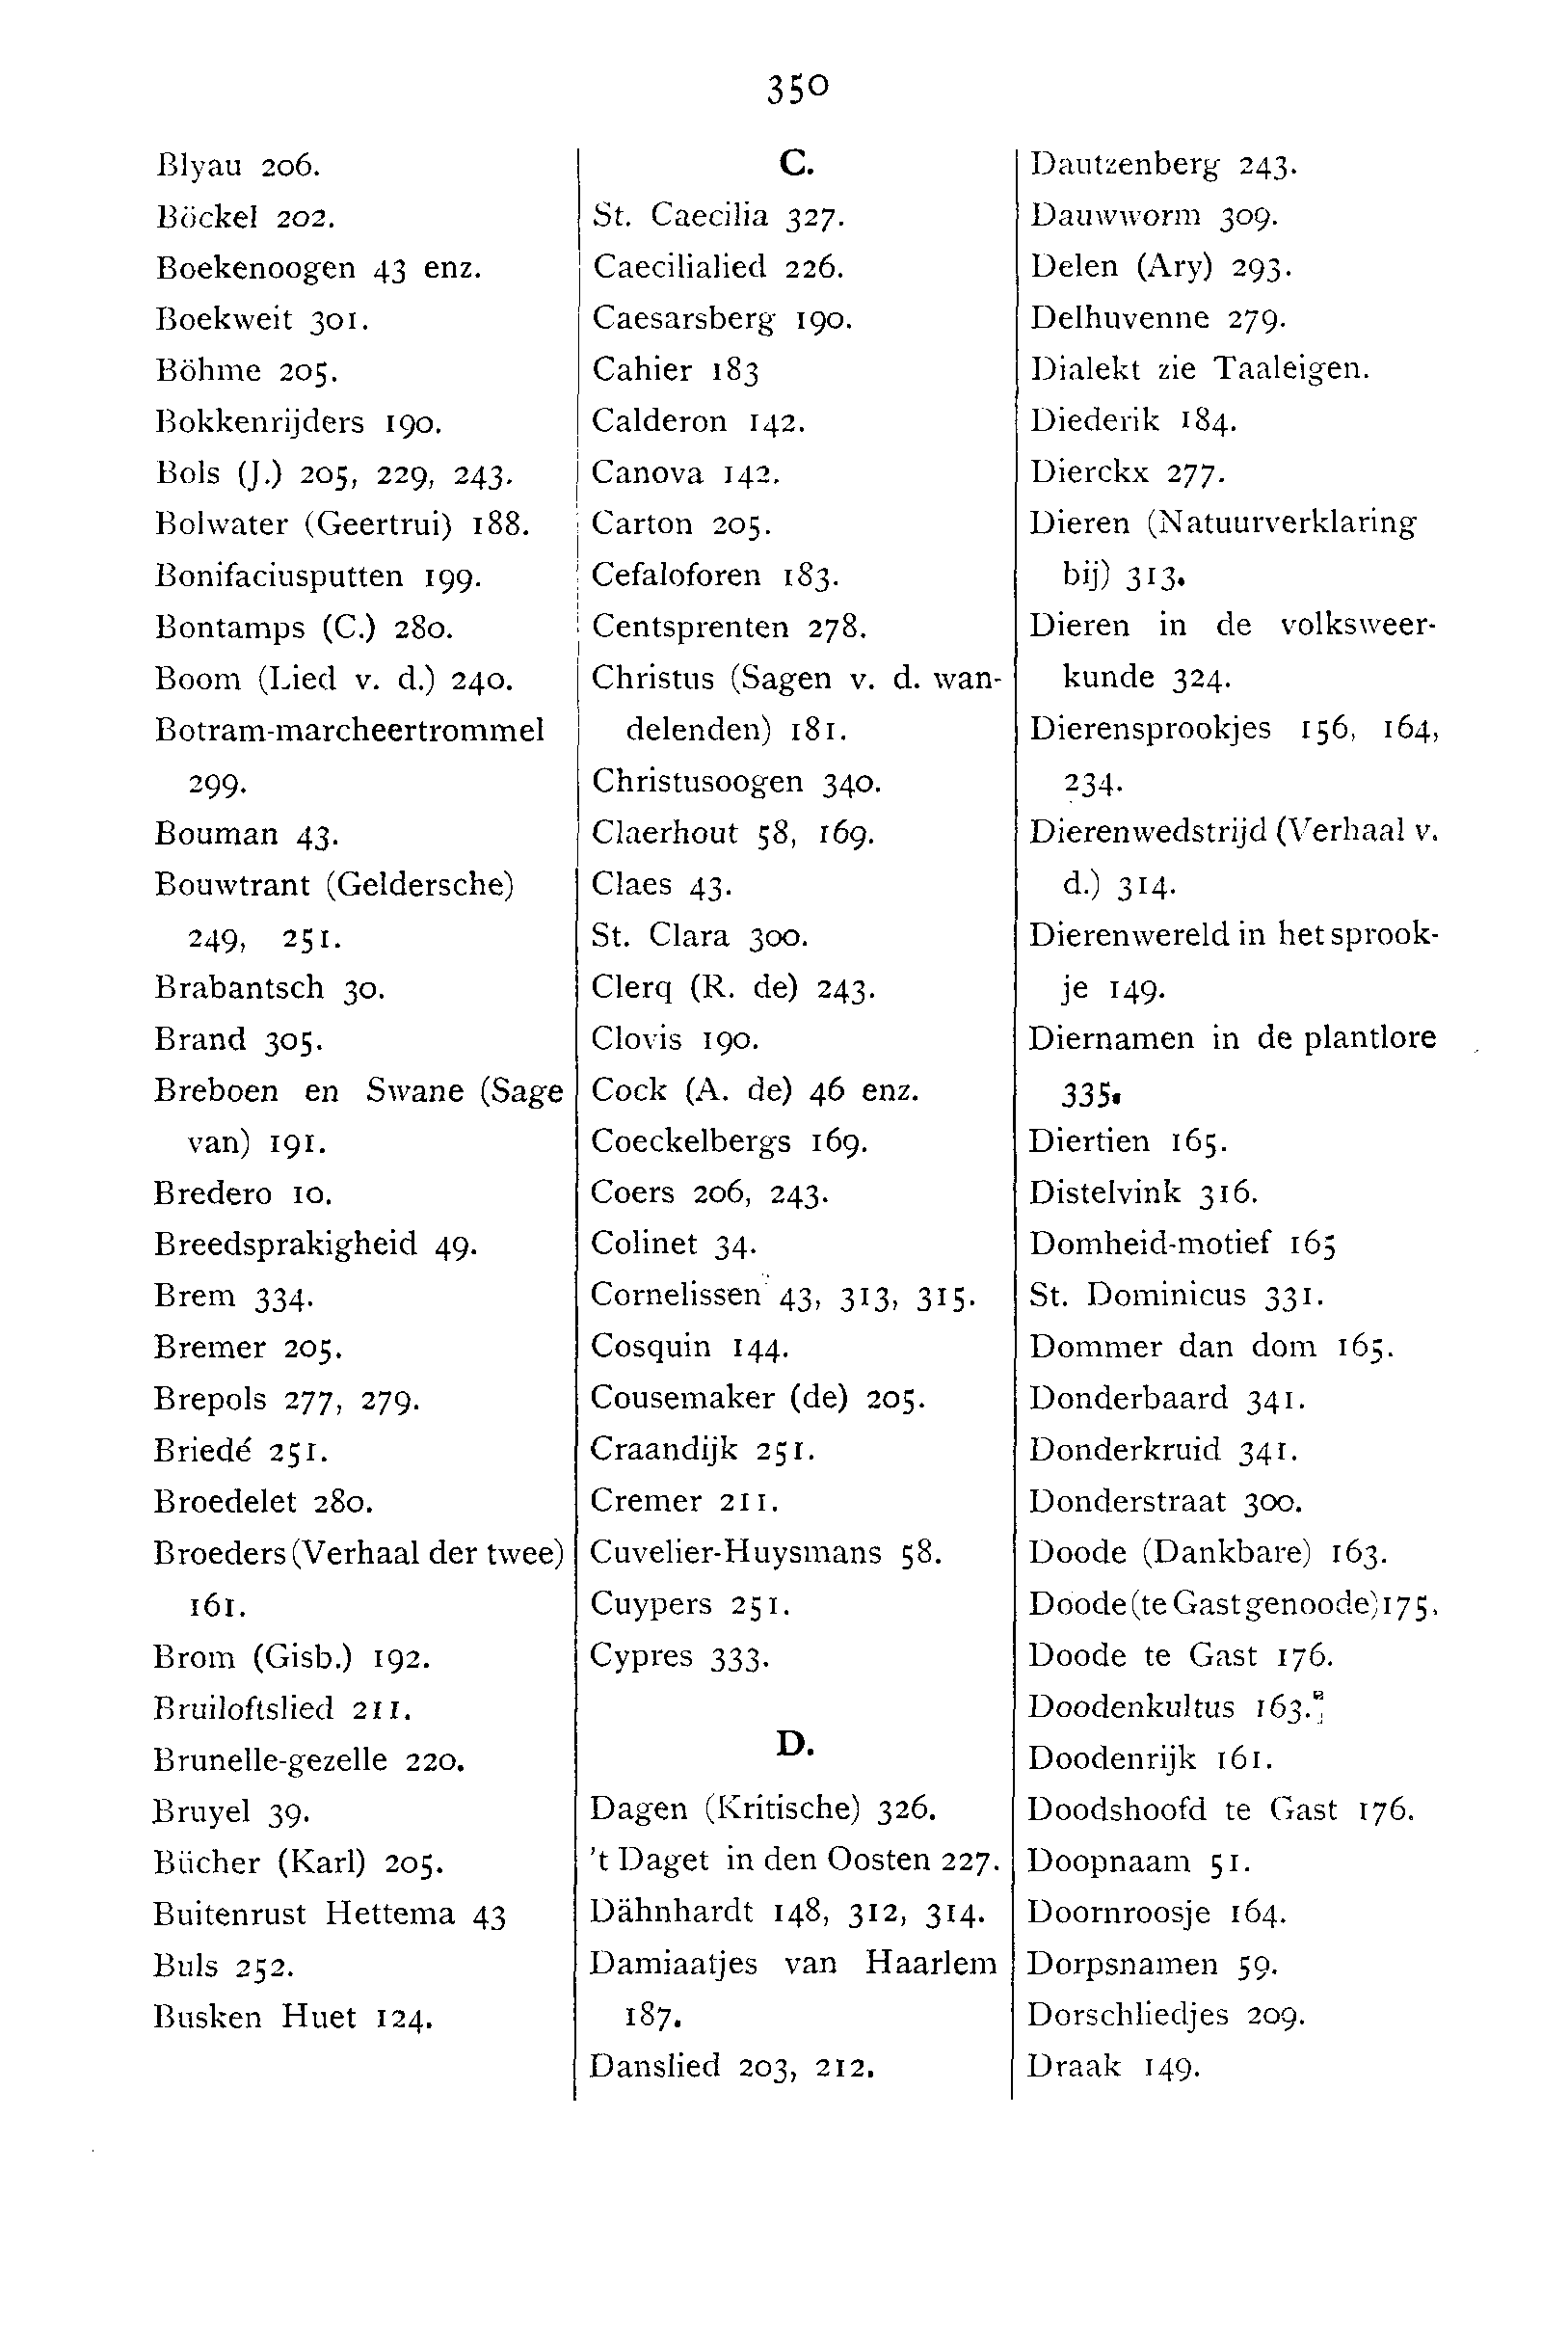 350
Blyau 206.
Böckel 202.
Boekenoogen 43 enz.
Boekweit 301.
Böhme 205.
Bokkenrijders 190.
Bols (J.) 205, 229, 243.
Bolwater (Geertrui) 188.
Bonifaciusputten 199.
Bontamps (C.) 280.
Boom (Lied v. d.) 240.
Botram-marcheertrommel
299.
Bouman 43.
Bouwtrant (Geldersche)
249, 251.
Brabantsch 30.
Brand 305.
Breboen en Swane (Sage
van) 191.
Bredero 10.
Breedsprakigheid 49.
Brem 334.
Bremer 205.
Brepols 277, 279.
Briedé 251.
Broedelet 280.
Broeders (Verhaal der twee)
161.
Brom (Gisb.) 192.
Bruiloftslied 211.
Brunelle-gezelle 220.
Bruyel 39.
Bücher (Karl) 205.
Buitenrust Hettema 43
Buls 252.
Busken Huet 124.
C.
St. Caecilia 327.
Caecilialied 226.
Caesarsberg 190.
Cahier 183
Calderon 142.
Canova 142.
Carton 205.
Cefaloforen 183.
Centsprenten 278.
Christus (Sagen v. d. wan-
delenden) 181.
Christusoogen 340.
Claerhout 58, 169.
Claes 43.
St. Clara 300.
Clerq (R. de) 243.
Clovis 190.
Cock (A. de) 46 enz.
Coeckelbergs 169.
Coers 206, 243.
Colinet 34.
Cornelissen 43, 313, 315.
Cosquin 144.
Cousemaker (de) 205.
Craandijk 251.
Cremer 211.
Cuvelier-Huysmans 58.
Cuypers 251.
Cypres 333.
D.
Dagen (Kritische) 326.
't Daget in den Oosten 227.
Dähnhardt 148, 312, 314.
Damiaatjes van Haarlem
187.
Danslied 203, 212.
Dautzenberg 243.
Dauwworm 309.
Delen (Ary) 293.
Delhuvenne 279.
Dialekt zie Taaleigen.
Diederik 184.
Dierckx 277.
Dieren (Natuurverklaring
bij) 313.
Dieren in de volksweer-
kunde 324.
Dierensprookjes 156, 164,
234.
Dierenwedstrijd (Verhaal v.
d.) 314.
Dierenwereld in het sprook-
je 149.
Diernamen in de plantlore
335.
Diertien 165.
Distelvink 316.
Domheid-motief 165
St. Dominicus 331.
Dommer dan dom 165.
Donderbaard 341.
Donderkruid 341.
Donderstraat 300.
Doode (Dankbare) 163.
Doode (te Gast genoode) 175.
Doode te Gast 176.
Doodenkultus 163.
Doodenrijk 161.
Doodshoofd te Gast 176.
Doopnaam 51.
Doornroosje 164.
Dorpsnamen 59.
Dorschliedjes 209.
Draak 149.